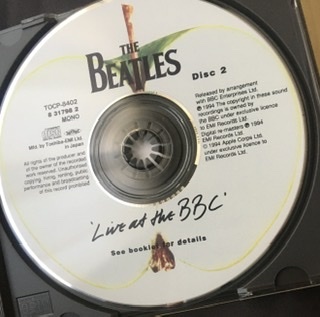 THE
BEATLES
Disc 2
TOCP-8402
8 31796 2
MONO
Mfd by Toshiba-EMI Ltd.
in Japan
All rights of the producer and
of the owner of the recorded
work reserved. Unauthorised
copying, hiring, renting, public
performance and broadcasting
of this record prohibited
Released by arrangement
with BBC Enterprises Ltd.
℗ 1994 The copyright in these sound
recordings is owned by
the BBC under exclusive licence
to EMI Records Ltd.
Digital re-masters ℗ 1994
EMI Records Ltd.
© 1994 Apple Corps Ltd.
under exclusive licence to
EMI Records Ltd.
'Live at the BBC'
See booklet for details